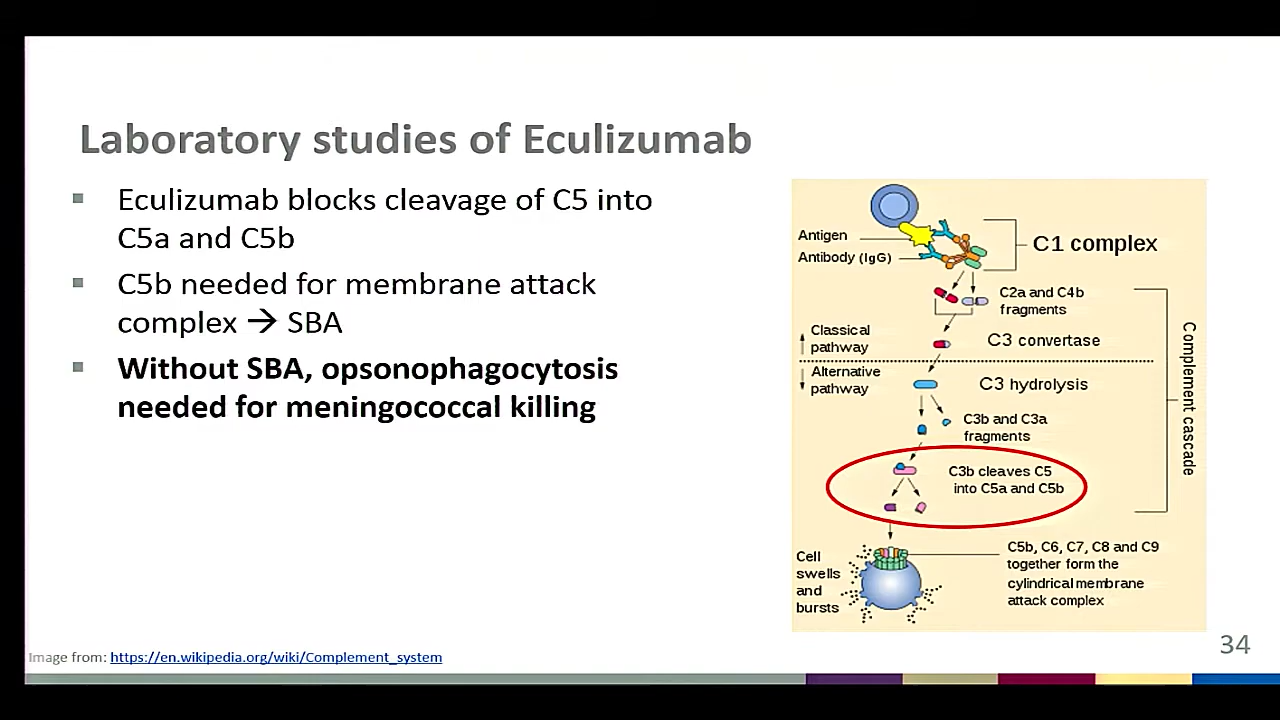 Laboratory studies of Eculizumab
▪ Eculizumab blocks cleavage of C5 into
C5a and C5b
▪ C5b needed for membrane attack
complex → SBA
▪ Without SBA, opsonophagocytosis
needed for meningococcal killing
Antigen
Antibody (IgG)
C1 complex
C2a and C4b
fragments
Classical
pathway
C3 convertase
Alternative
pathway
C3 hydrolysis
C3b and C3a
fragments
C3b cleaves C5
into C5a and C5b
Complement cascade
Cell
swells
and
bursts
C5b, C6, C7, C8 and C9
together form the
cylindrical membrane
attack complex
Image from: https://en.wikipedia.org/wiki/Complement_system
34